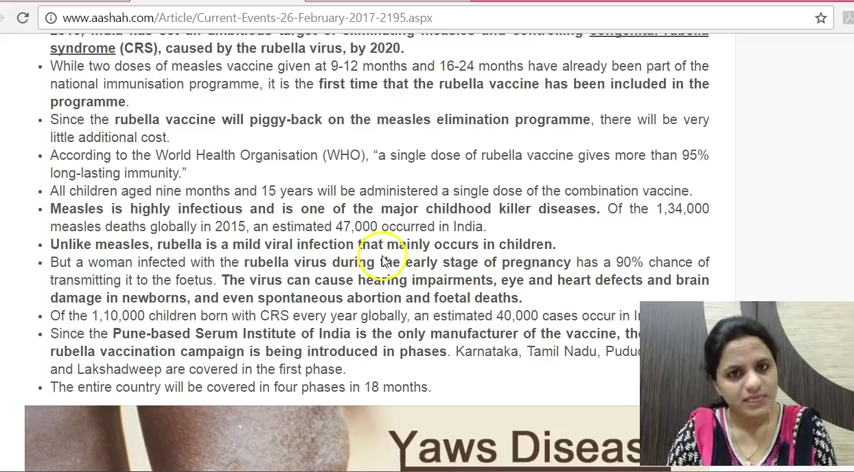 www.aashah.com/Article/Current-Events-26-February-2017-2195.aspx
2016, India has set an ambitious target of eliminating measles and controlling congenital rubella
syndrome (CRS), caused by the rubella virus, by 2020.
While two doses of measles vaccine given at 9-12 months and 16-24 months have already been part of the
national immunisation programme, it is the first time that the rubella vaccine has been included in the
programme.
Since the rubella vaccine will piggy-back on the measles elimination programme, there will be very
little additional cost.
According to the World Health Organisation (WHO), “a single dose of rubella vaccine gives more than 95%
long-lasting immunity.”
All children aged nine months and 15 years will be administered a single dose of the combination vaccine.
Measles is highly infectious and is one of the major childhood killer diseases. Of the 1,34,000
measles deaths globally in 2015, an estimated 47,000 occurred in India.
Unlike measles, rubella is a mild viral infection that mainly occurs in children.
But a woman infected with the rubella virus during the early stage of pregnancy has a 90% chance of
transmitting it to the foetus. The virus can cause hearing impairments, eye and heart defects and brain
damage in newborns, and even spontaneous abortion and foetal deaths.
Of the 1,10,000 children born with CRS every year globally, an estimated 40,000 cases occur in
Since the Pune-based Serum Institute of India is the only manufacturer of the vaccine,
rubella vaccination campaign is being introduced in phases. Karnataka, Tamil Nadu,
and Lakshadweep are covered in the first phase.
The entire country will be covered in four phases in 18 months.
Yaws